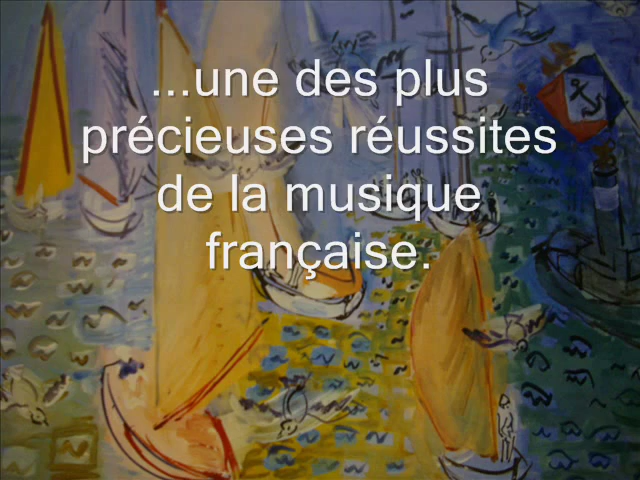 ...une des plus
précieuses réussites
de la musique
française.